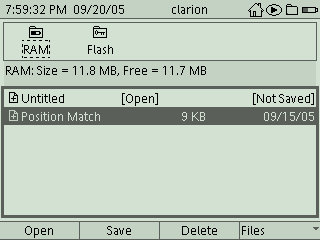 7:59:32 PM 09/20/05 clarion
RAM Flash
RAM: Size = 11.8 MB, Free = 11.7 MB
Untitled [Open] [Not Saved]
Position Match 9 KB 09/15/05
Open Save Delete Files